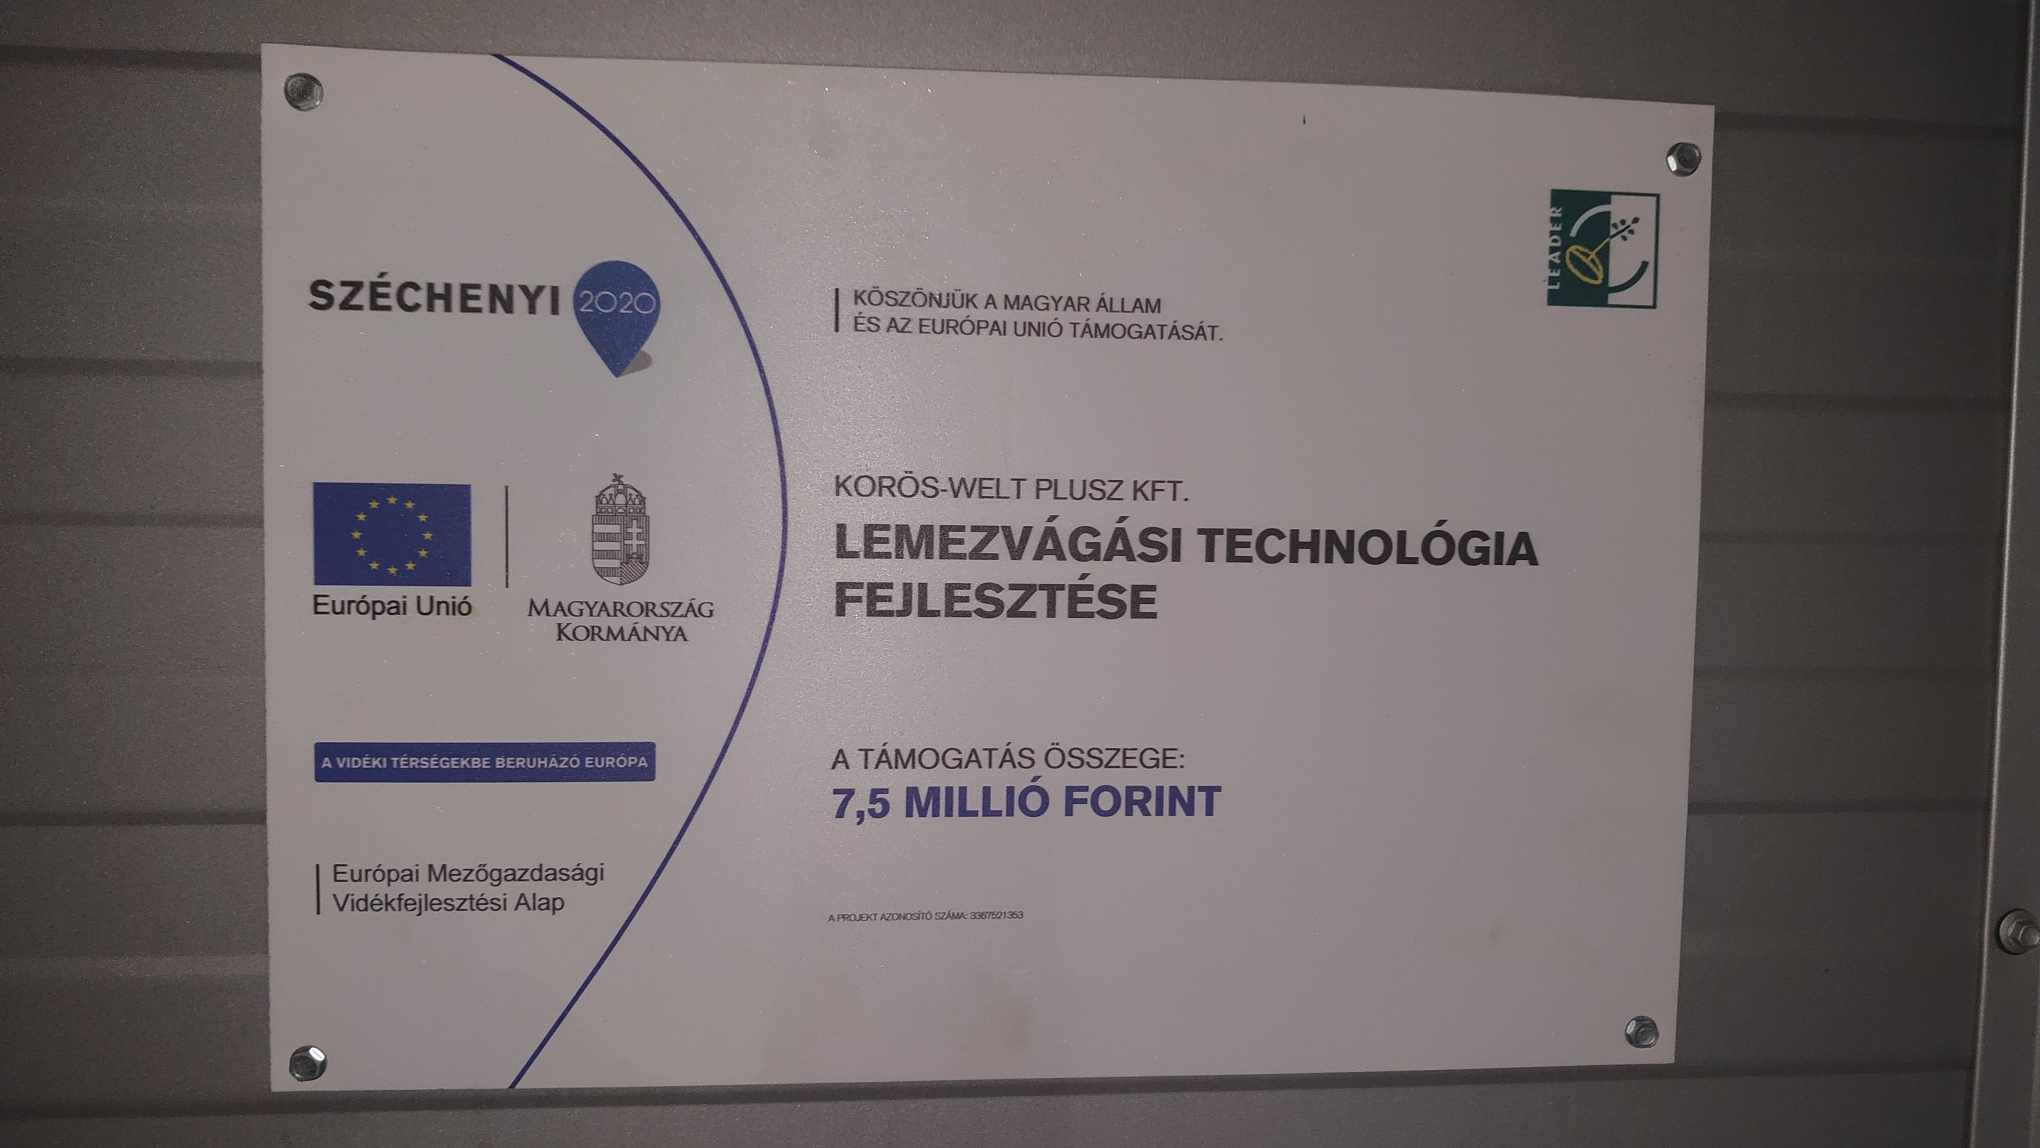 SZÉCHENYI 2020
Európai Unió
MAGYARORSZÁG
KORMÁNYA
A VIDÉKI TÉRSÉGEKBE BERUHÁZÓ EURÓPA
Európai Mezőgazdasági
Vidékfejlesztési Alap
KÖSZÖNJÜK A MAGYAR ÁLLAM
ÉS AZ EURÓPAI UNIÓ TÁMOGATÁSÁT.
KÖRÖS-WELT PLUSZ KFT.
LEMEZVÁGÁSI TECHNOLÓGIA
FEJLESZTÉSE
A TÁMOGATÁS ÖSSZEGE:
7,5 MILLIÓ FORINT
A PROJEKT AZONOSÍTÓ SZÁMA: 3367521353
LEADER